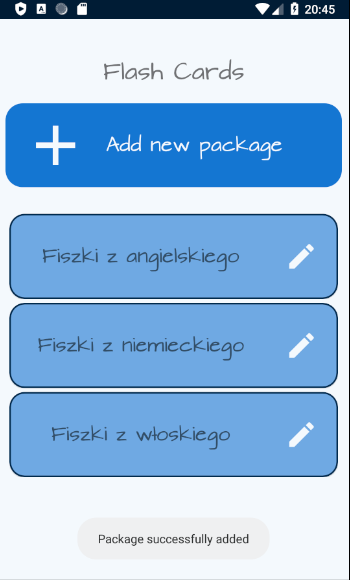 20:45
Flash Cards
Add new package
Fiszki z angielskiego
Fiszki z niemieckiego
Fiszki z włoskiego
Package successfully added